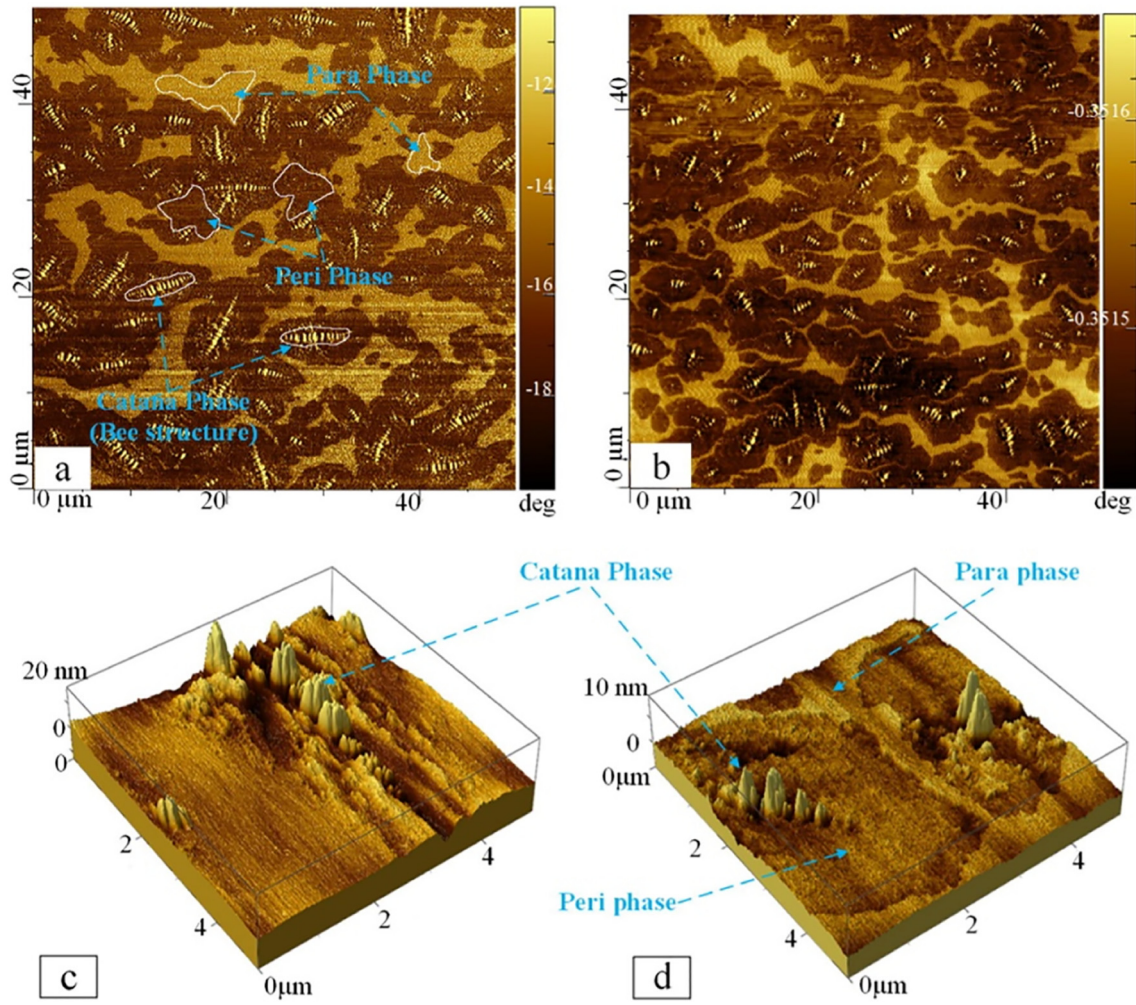 Para Phase
Peri Phase
Catana Phase
(Bee structure)
40
20
0 μm
0 μm
20
40
-12
-14
-16
-18
deg
a
40
20
0 μm
0 μm
20
40
-0.3516
-0.3515
deg
b
Catana Phase
Para phase
Peri phase
20 nm
0
0
2
4
0μm
2
4
c
10 nm
0
0μm
2
4
0μm
2
4
d